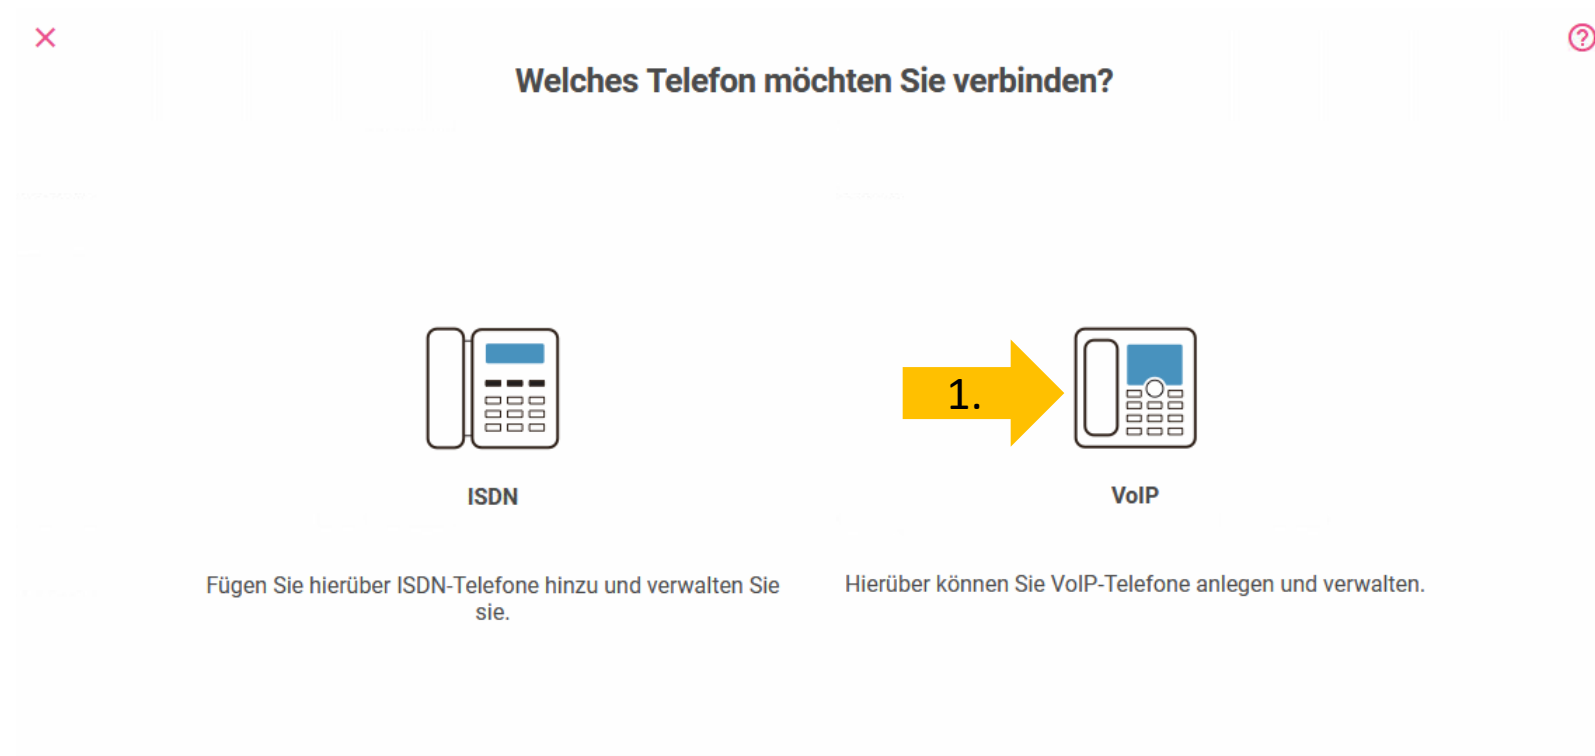 Welches Telefon möchten Sie verbinden?
1.
ISDN
VoIP
Fügen Sie hierüber ISDN-Telefone hinzu und verwalten Sie
sie.
Hierüber können Sie VoIP-Telefone anlegen und verwalten.